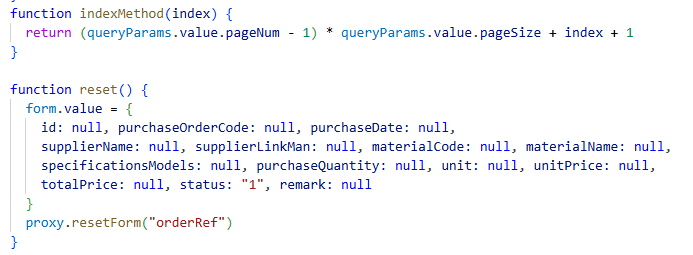 function indexMethod(index) {
return (queryParams.value.pageNum - 1) * queryParams.value.pageSize + index + 1
}
function reset() {
form.value = {
id: null, purchaseOrderCode: null, purchaseDate: null,
supplierName: null, supplierLinkMan: null, materialCode: null, materialName: null,
specificationsModels: null, purchaseQuantity: null, unit: null, unitPrice: null,
totalPrice: null, status: "1", remark: null
}
proxy.resetForm("orderRef")
}